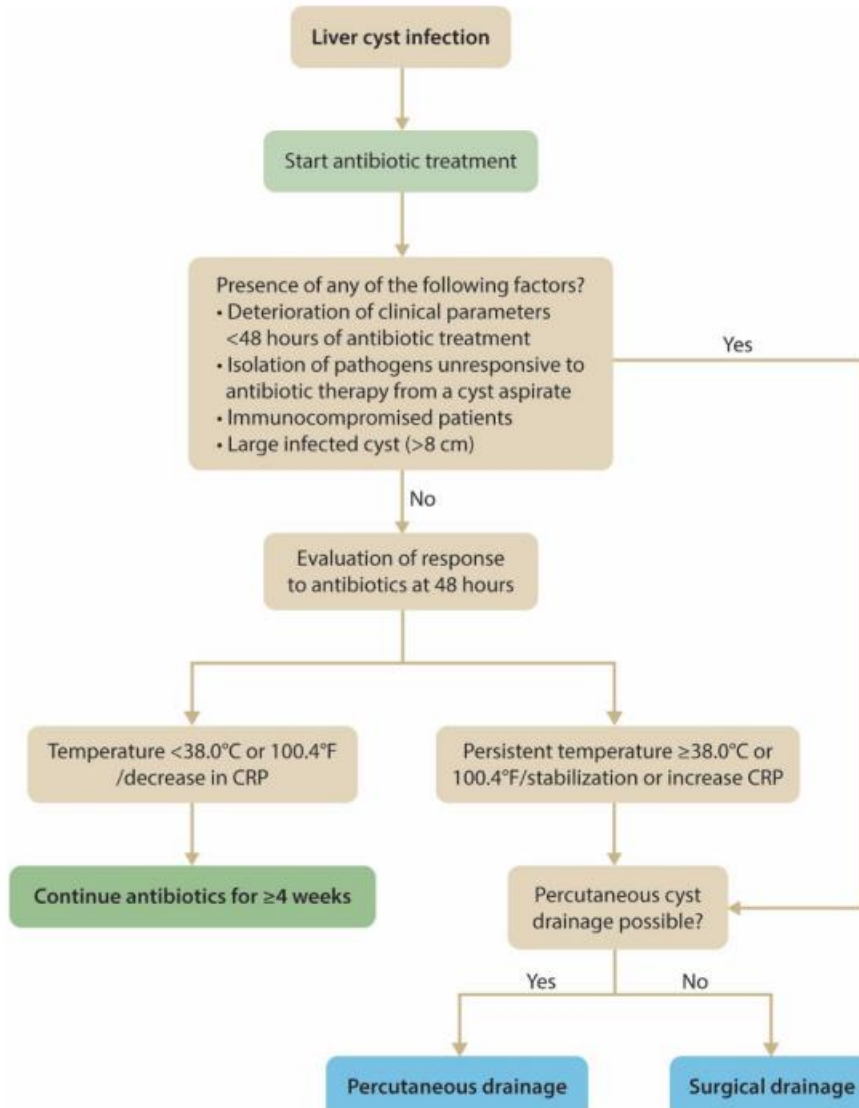 Liver cyst infection
Start antibiotic treatment
Presence of any of the following factors?
• Deterioration of clinical parameters
<48 hours of antibiotic treatment
• Isolation of pathogens unresponsive to
antibiotic therapy from a cyst aspirate
• Immunocompromised patients
• Large infected cyst (>8 cm)
Yes
No
Evaluation of response
to antibiotics at 48 hours
Temperature <38.0°C or 100.4°F
/decrease in CRP
Persistent temperature ≥38.0°C or
100.4°F/stabilization or increase CRP
Continue antibiotics for ≥4 weeks
Percutaneous cyst
drainage possible?
Yes
No
Percutaneous drainage
Surgical drainage